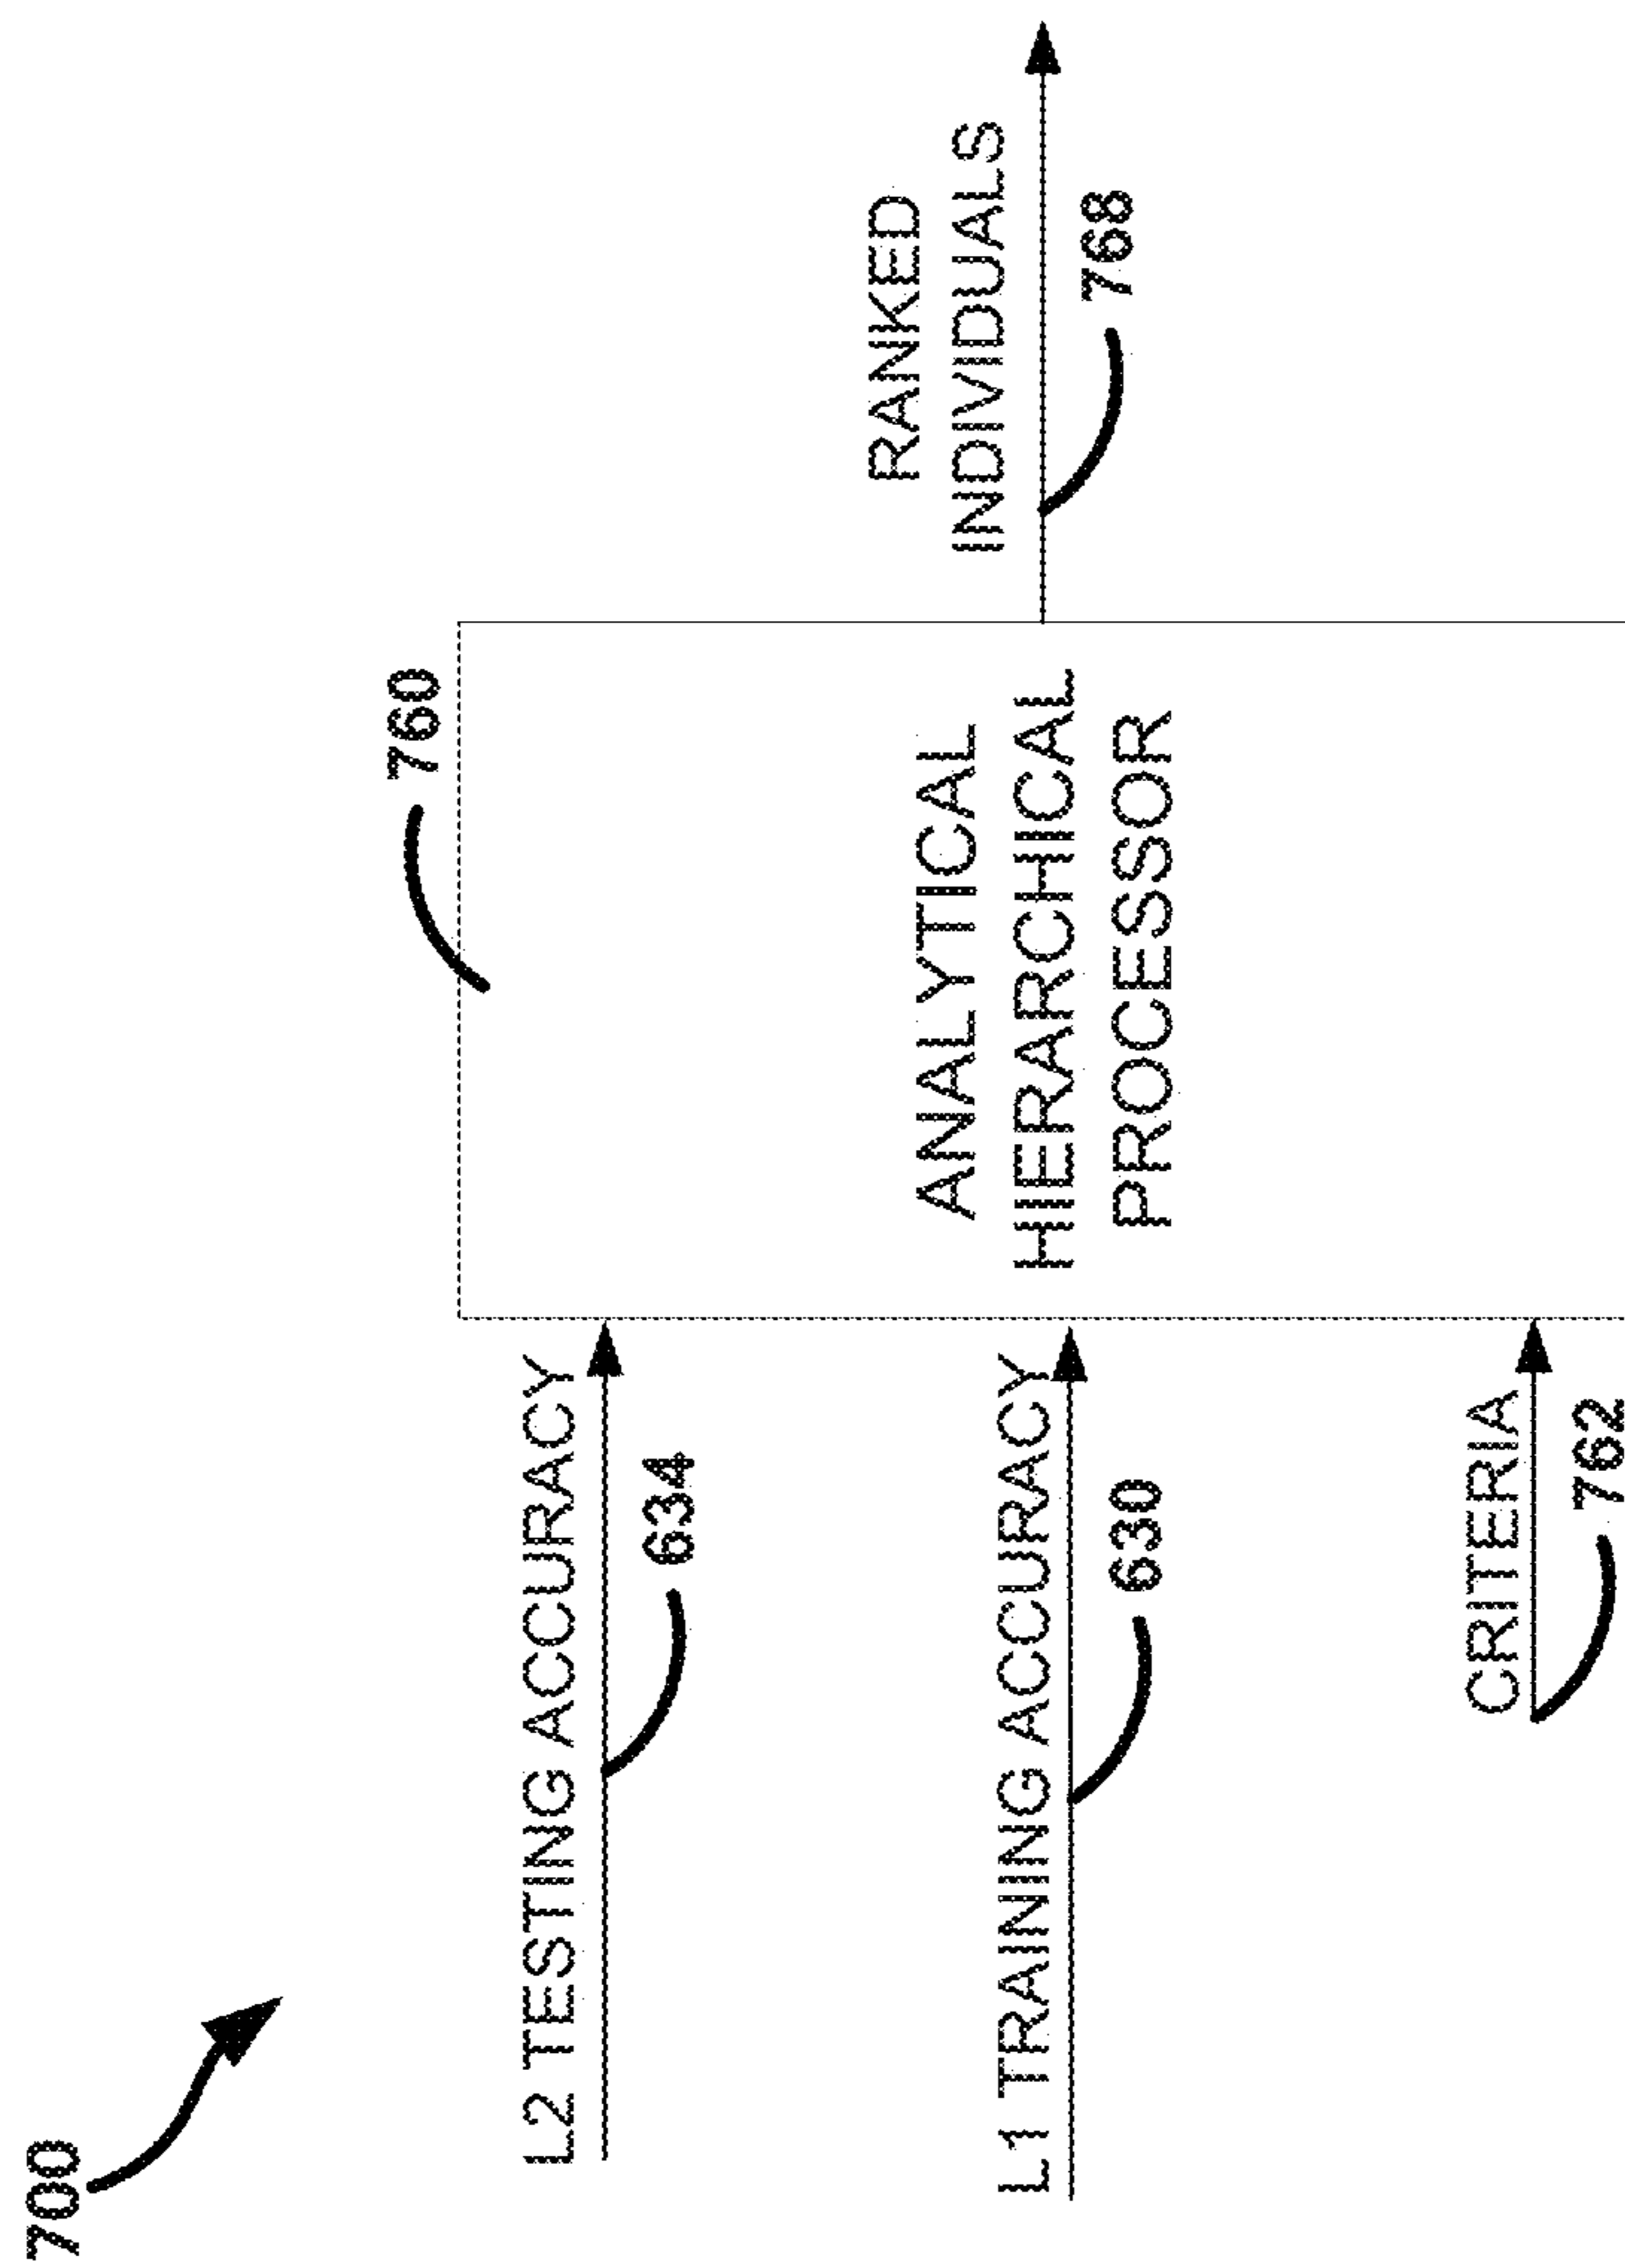 700
L2 TESTING ACCURACY
634
L1 TRAINING ACCURACY
630
CRITERIA
762
760
ANALYTICAL
HIERARCHICAL
PROCESSOR
RANKED
INDIVIDUALS
768